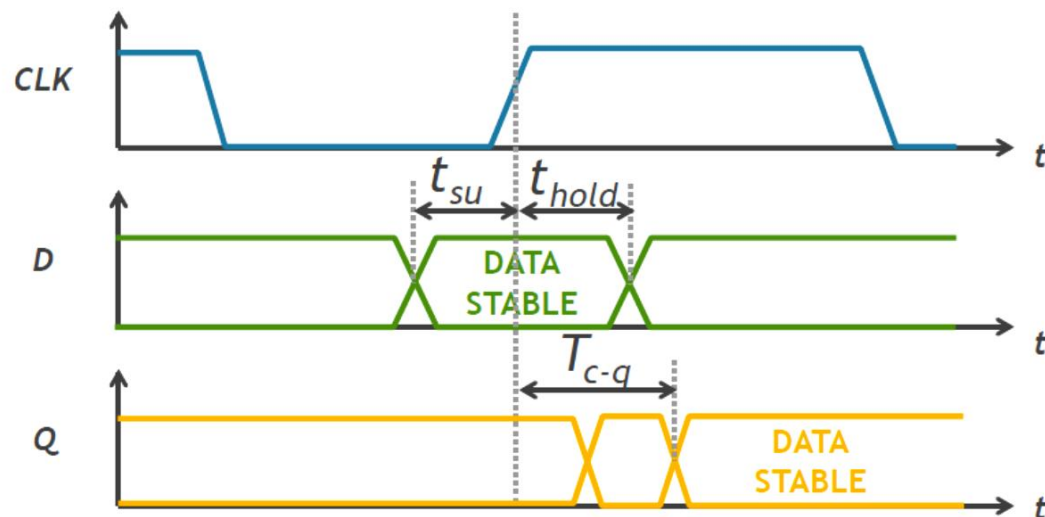 CLK
t
t_su t_hold
D
DATA
STABLE
t
T_c-q
Q
DATA
STABLE
t